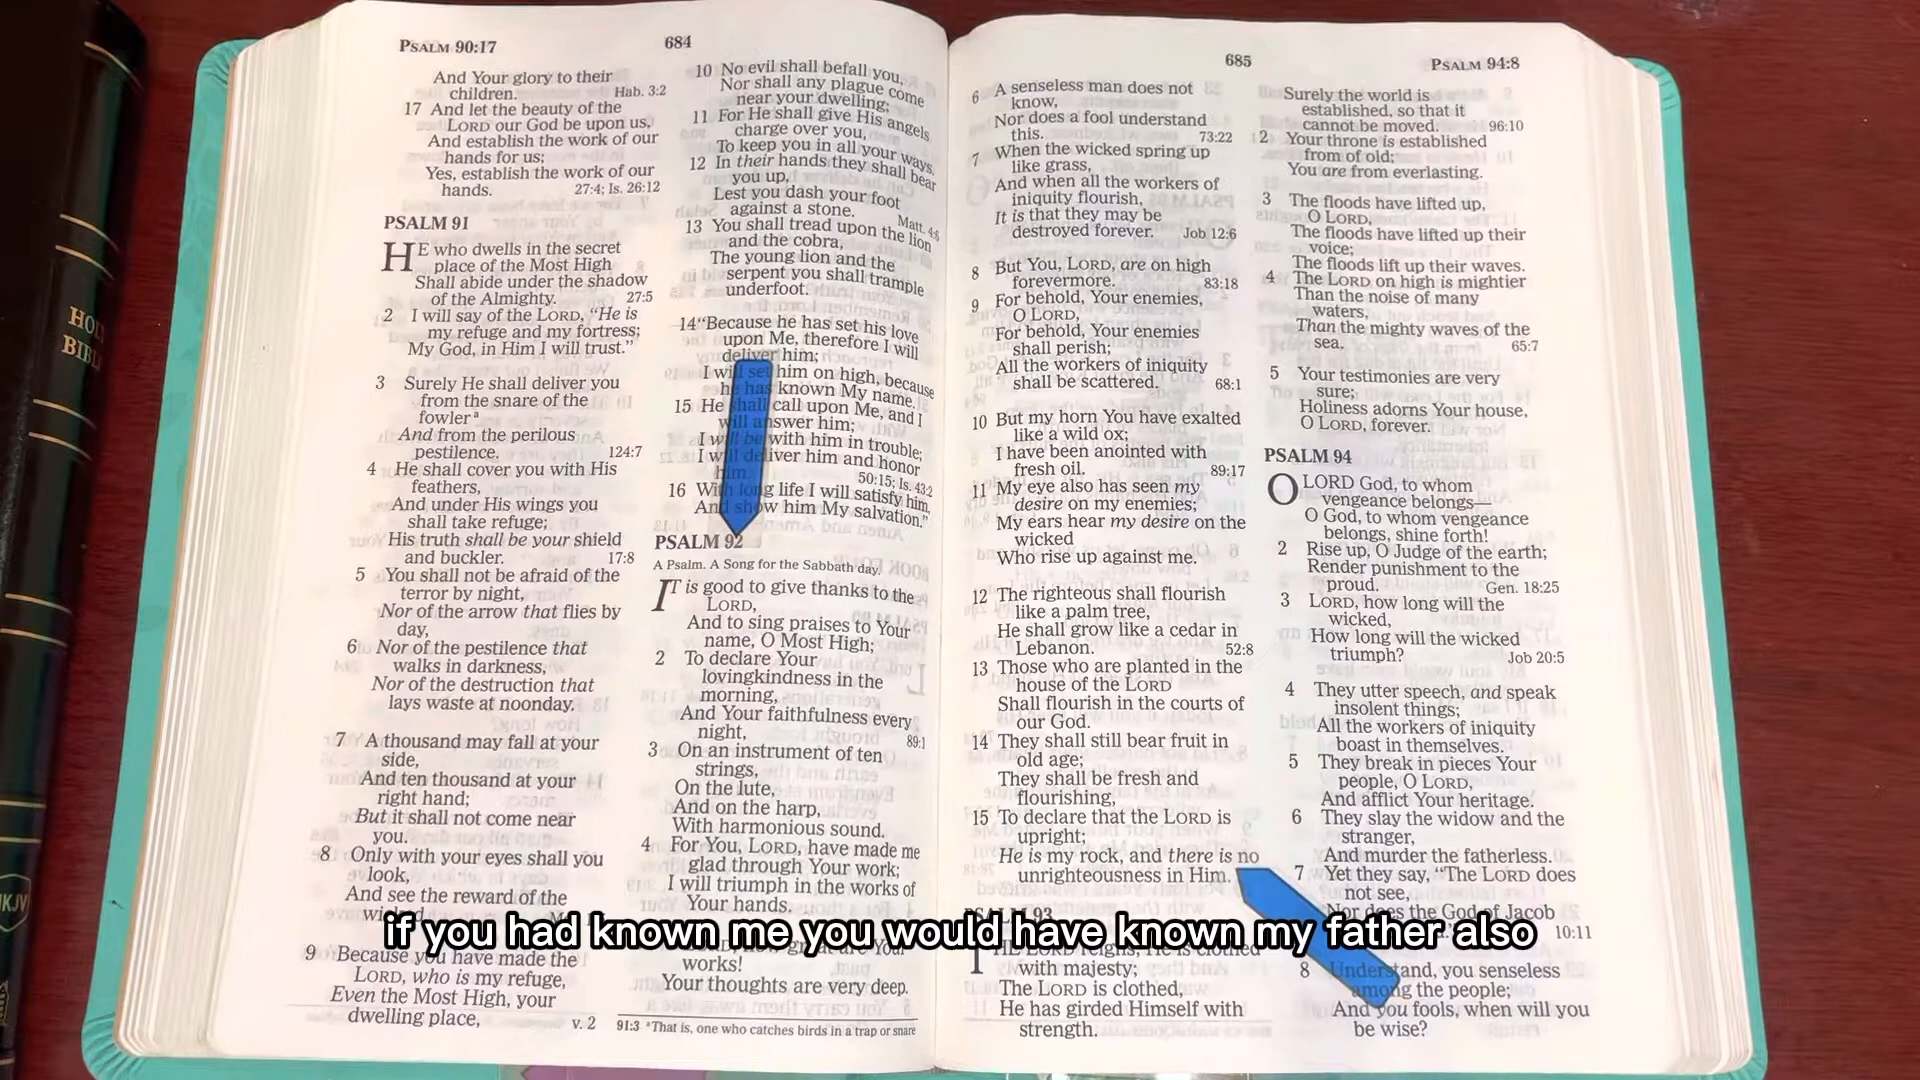 HOLY
BIBLE
NKJV
PSALM 90:17
684
And Your glory to their
children. Hab. 3:2
17 And let the beauty of the
LORD our God be upon us,
And establish the work of our
hands for us;
Yes, establish the work of our
hands. 27:4; Is. 26:12
PSALM 91
HE who dwells in the secret
place of the Most High
Shall abide under the shadow
of the Almighty. 27:5
2 I will say of the LORD, “He is
my refuge and my fortress;
My God, in Him I will trust.”
3 Surely He shall deliver you
from the snare of the
fowlerᵃ
And from the perilous
pestilence. 124:7
4 He shall cover you with His
feathers,
And under His wings you
shall take refuge;
His truth shall be your shield
and buckler. 17:8
5 You shall not be afraid of the
terror by night,
Nor of the arrow that flies by
day,
6 Nor of the pestilence that
walks in darkness,
Nor of the destruction that
lays waste at noonday.
7 A thousand may fall at your
side,
And ten thousand at your
right hand;
But it shall not come near
you.
8 Only with your eyes shall you
look,
And see the reward of the
9 Because you have made the
LORD, who is my refuge,
Even the Most High, your
dwelling place, v. 2
10 No evil shall befall you,
Nor shall any plague come
near your dwelling;
11 For He shall give His angels
charge over you,
To keep you in all your ways.
12 In their hands they shall bear
you up,
Lest you dash your foot
against a stone. Matt. 4:6
13 You shall tread upon the lion
and the cobra,
The young lion and the
serpent you shall trample
underfoot.
14 “Because he has set his love
upon Me, therefore I will
deliver him;
I will set him on high, because
he has known My name.
15 He shall call upon Me, and I
will answer him;
I will be with him in trouble;
I will deliver him and honor
him. 50:15; Is. 43:2
16 With long life I will satisfy him,
And show him My salvation.”
PSALM 92
A Psalm. A Song for the Sabbath day.
IT is good to give thanks to the
LORD,
And to sing praises to Your
name, O Most High;
2 To declare Your
lovingkindness in the
morning,
And Your faithfulness every
night, 89:1
3 On an instrument of ten
strings,
On the lute,
And on the harp,
With harmonious sound.
4 For You, LORD, have made me
glad through Your work;
I will triumph in the works of
Your hands.
great are Your
works!
Your thoughts are very deep.
91:3 ᵃThat is, one who catches birds in a trap or snare
685
PSALM 94:8
6 A senseless man does not
know,
Nor does a fool understand
this. 73:22
7 When the wicked spring up
like grass,
And when all the workers of
iniquity flourish,
It is that they may be
destroyed forever. Job 12:6
8 But You, LORD, are on high
forevermore. 83:18
9 For behold, Your enemies,
O LORD,
For behold, Your enemies
shall perish;
All the workers of iniquity
shall be scattered. 68:1
10 But my horn You have exalted
like a wild ox;
I have been anointed with
fresh oil. 89:17
11 My eye also has seen my
desire on my enemies;
My ears hear my desire on the
wicked
Who rise up against me.
12 The righteous shall flourish
like a palm tree,
He shall grow like a cedar in
Lebanon. 52:8
13 Those who are planted in the
house of the LORD
Shall flourish in the courts of
our God.
14 They shall still bear fruit in
old age;
They shall be fresh and
flourishing,
15 To declare that the LORD is
upright;
He is my rock, and there is no
unrighteousness in Him.
PSALM 93
THE LORD reigns, He is clothed
with majesty;
The LORD is clothed,
He has girded Himself with
strength.
Surely the world is
established, so that it
cannot be moved. 96:10
2 Your throne is established
from of old;
You are from everlasting.
3 The floods have lifted up,
O LORD,
The floods have lifted up their
voice;
The floods lift up their waves.
4 The LORD on high is mightier
Than the noise of many
waters,
Than the mighty waves of the
sea. 65:7
5 Your testimonies are very
sure;
Holiness adorns Your house,
O LORD, forever.
PSALM 94
O LORD God, to whom
vengeance belongs—
O God, to whom vengeance
belongs, shine forth!
2 Rise up, O Judge of the earth;
Render punishment to the
proud. Gen. 18:25
3 LORD, how long will the
wicked,
How long will the wicked
triumph? Job 20:5
4 They utter speech, and speak
insolent things;
All the workers of iniquity
boast in themselves.
5 They break in pieces Your
people, O LORD,
And afflict Your heritage.
6 They slay the widow and the
stranger,
And murder the fatherless.
7 Yet they say, “The LORD does
not see,
Nor does the God of Jacob
10:11
8 Understand, you senseless
among the people;
And you fools, when will you
be wise?
if you had known me you would have known my father also